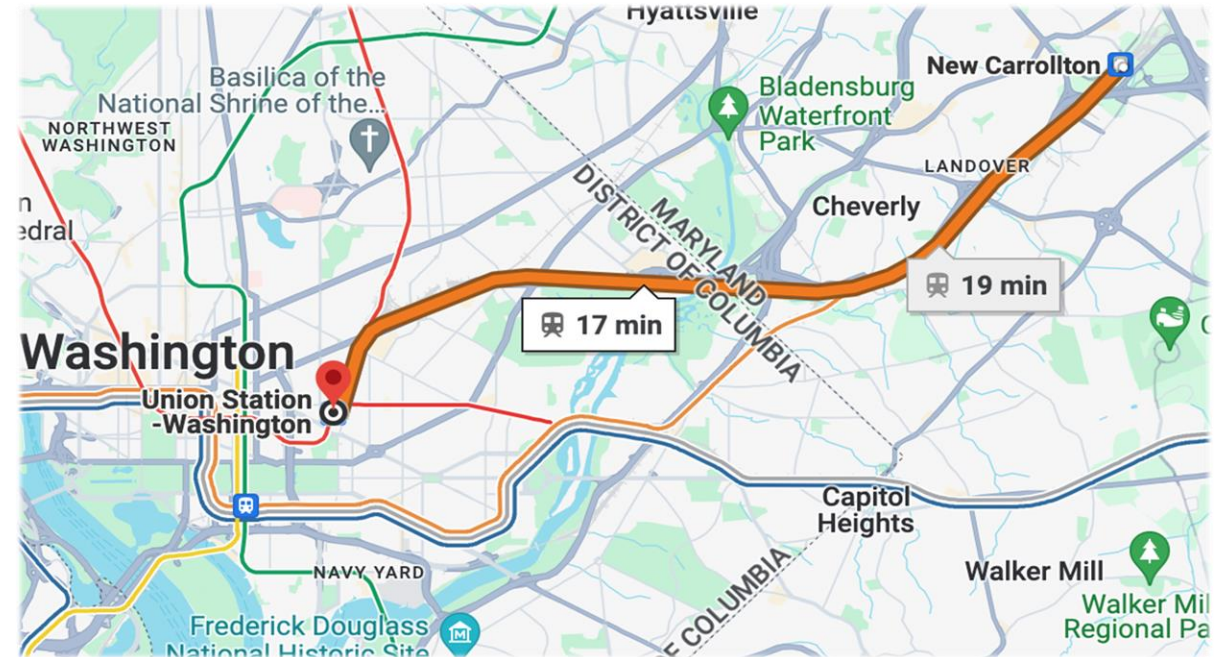 Hyattsville
New Carrollton
Basilica of the
National Shrine of the...
Bladensburg
Waterfront
Park
NORTHWEST
WASHINGTON
LANDOVER
MARYLAND
DISTRICT OF COLUMBIA
Cheverly
n
edral
19 min
17 min
Washington
Union Station
-Washington
C
Capitol
Heights
NAVY YARD
Walker Mill
OF COLUMBIA
Walker Mil
Regional Pa
Frederick Douglass
National Historic Site